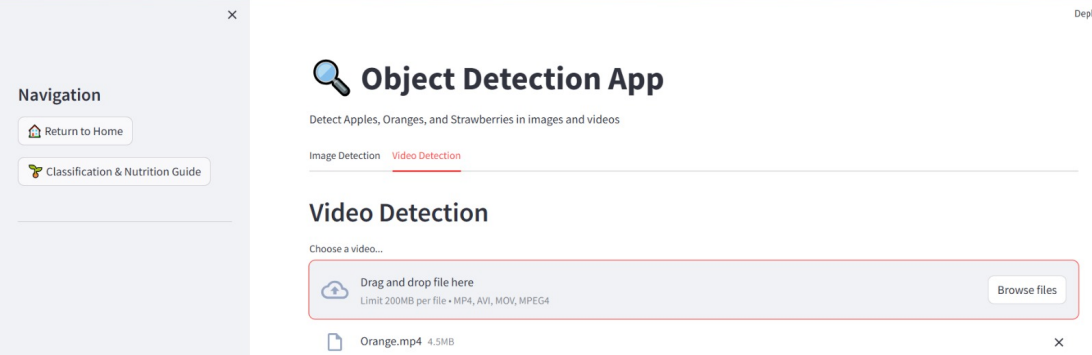 Navigation
Return to Home
Classification & Nutrition Guide
Object Detection App
Detect Apples, Oranges, and Strawberries in images and videos
Image Detection Video Detection
Video Detection
Choose a video...
Drag and drop file here
Limit 200MB per file • MP4, AVI, MOV, MPEG4
Browse files
Orange.mp4 4.5MB